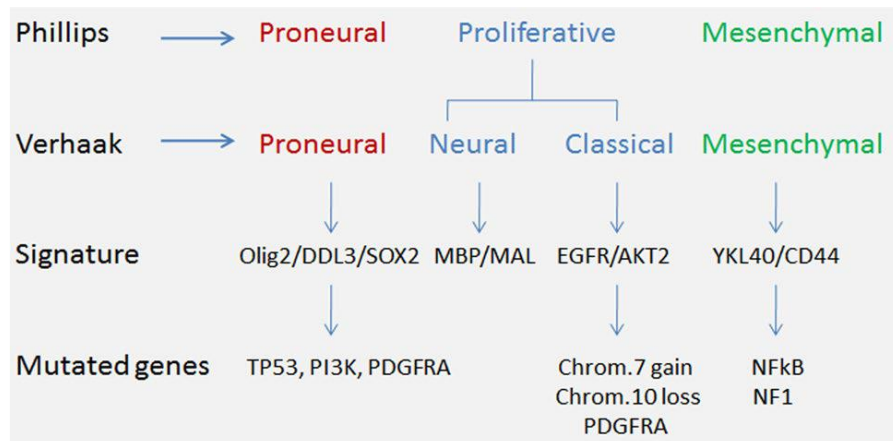 Phillips Proneural Proliferative Mesenchymal
Verhaak Proneural Neural Classical Mesenchymal
Signature Olig2/DDL3/SOX2 MBP/MAL EGFR/AKT2 YKL40/CD44
Mutated genes TP53, PI3K, PDGFRA Chrom.7 gain NFkB
Chrom.10 loss NF1
PDGFRA